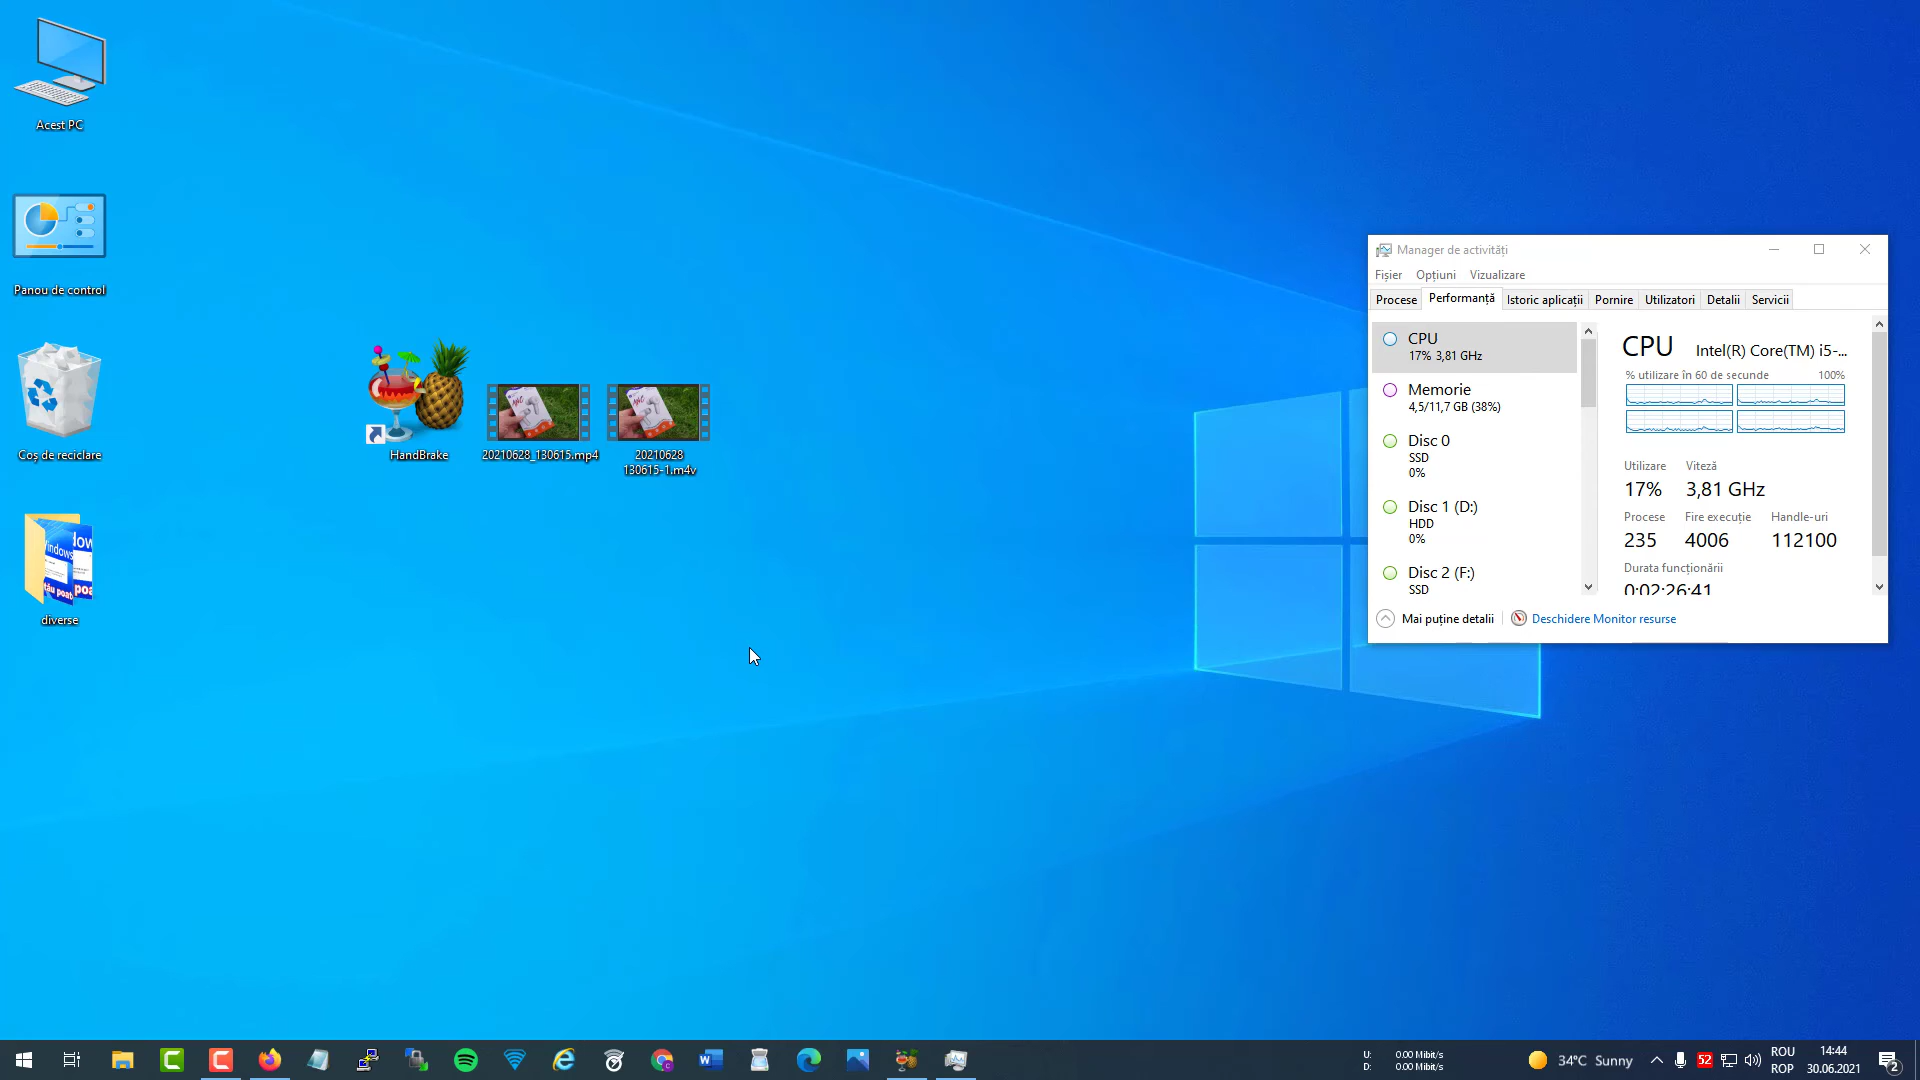 Acest PC
Panou de control
Coș de reciclare
diverse
HandBrake
20210628_130615.mp4
20210628
130615-1.m4v
Manager de activități
Fișier Opțiuni Vizualizare
Procese Performanță Istoric aplicații Pornire Utilizatori Detalii Servicii
CPU
17% 3,81 GHz
Memorie
4,5/11,7 GB (38%)
Disc 0
SSD
0%
Disc 1 (D:)
HDD
0%
Disc 2 (F:)
SSD
CPU Intel(R) Core(TM) i5-...
% utilizare în 60 de secunde 100%
Utilizare Viteză
17% 3,81 GHz
Procese Fire execuție Handle-uri
235 4006 112100
Durata funcționării
0:02:26:41
Mai puține detalii Deschidere Monitor resurse
U: 0.00 Mibit/s
D: 0.00 Mibit/s
34°C Sunny
52
ROU
ROP
14:44
30.06.2021
2